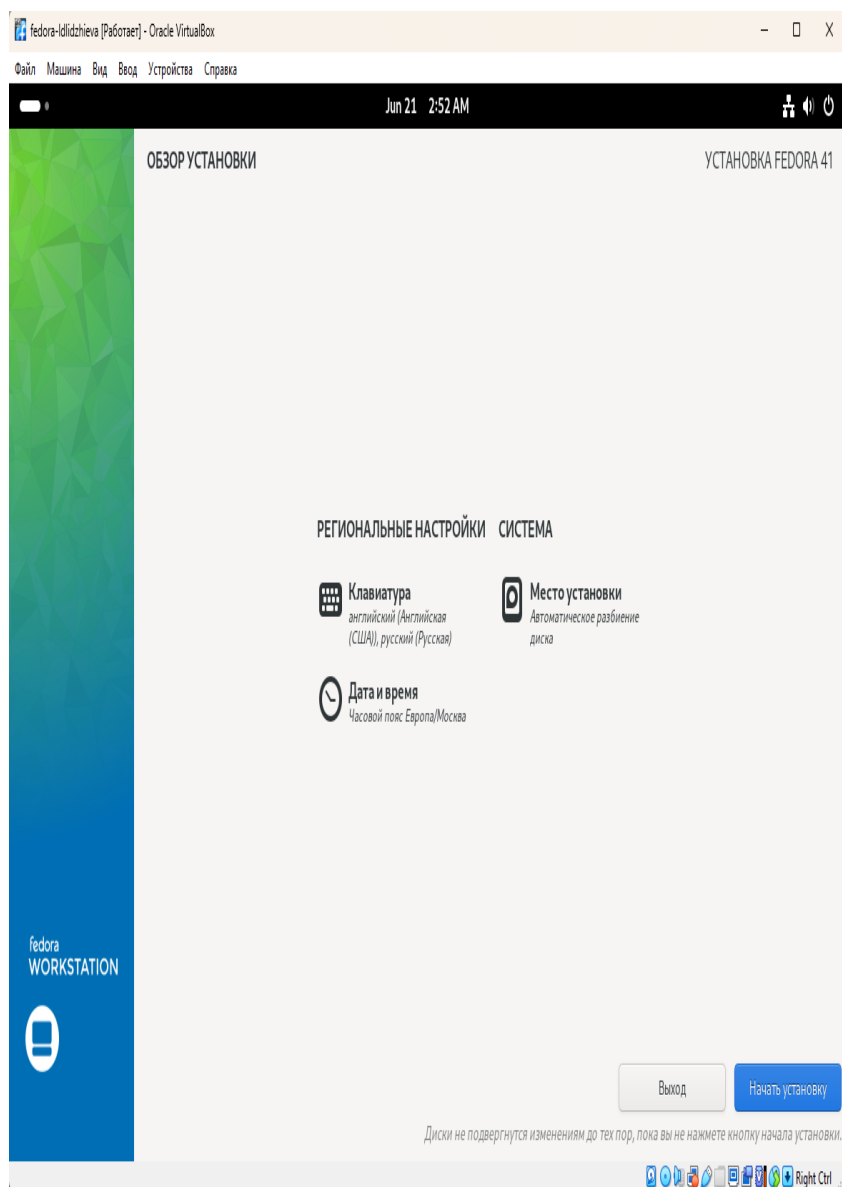 fedora-ldlidzhieva [Работает] - Oracle VirtualBox
Файл Машина Вид Ввод Устройства Справка
Jun 21 2:52 AM
ОБЗОР УСТАНОВКИ
УСТАНОВКА FEDORA 41
РЕГИОНАЛЬНЫЕ НАСТРОЙКИ
СИСТЕМА
Клавиатура
английский (Английская
(США)), русский (Русская)
Место установки
Автоматическое разбиение
диска
Дата и время
Часовой пояс Европа/Москва
fedora
WORKSTATION
Выход
Начать установку
Диски не подвергнутся изменениям до тех пор, пока вы не нажмете кнопку начала установки.
Right Ctrl